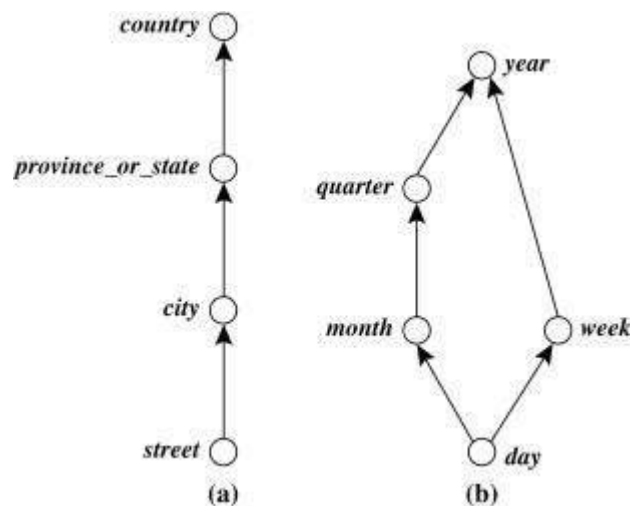 country
year
province_or_state
quarter
city
month
week
street
day
(a)
(b)